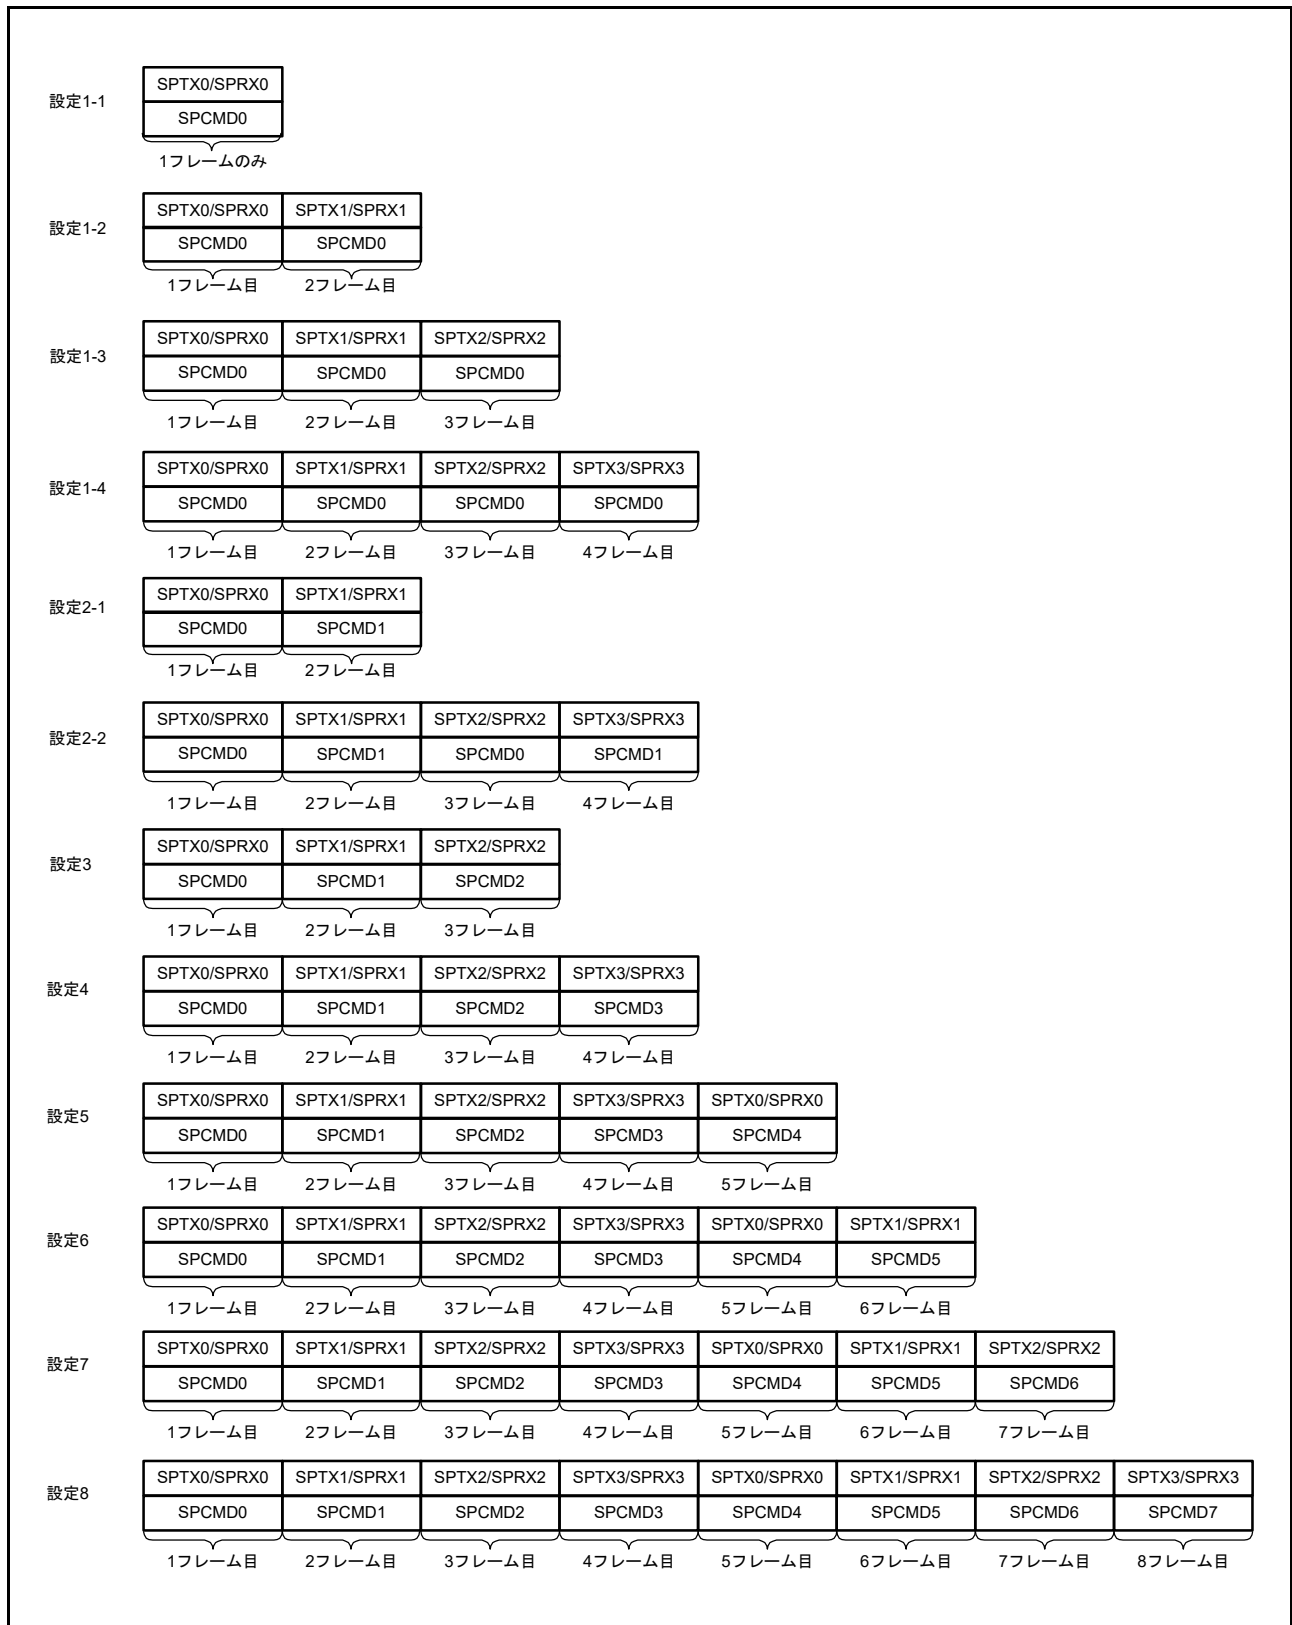 設定1-1
SPTX0/SPRX0
SPCMD0
1フレームのみ
設定1-2
SPTX0/SPRX0 SPTX1/SPRX1
SPCMD0 SPCMD0
1フレーム目 2フレーム目
設定1-3
SPTX0/SPRX0 SPTX1/SPRX1 SPTX2/SPRX2
SPCMD0 SPCMD0 SPCMD0
1フレーム目 2フレーム目 3フレーム目
設定1-4
SPTX0/SPRX0 SPTX1/SPRX1 SPTX2/SPRX2 SPTX3/SPRX3
SPCMD0 SPCMD0 SPCMD0 SPCMD0
1フレーム目 2フレーム目 3フレーム目 4フレーム目
設定2-1
SPTX0/SPRX0 SPTX1/SPRX1
SPCMD0 SPCMD1
1フレーム目 2フレーム目
設定2-2
SPTX0/SPRX0 SPTX1/SPRX1 SPTX2/SPRX2 SPTX3/SPRX3
SPCMD0 SPCMD1 SPCMD0 SPCMD1
1フレーム目 2フレーム目 3フレーム目 4フレーム目
設定3
SPTX0/SPRX0 SPTX1/SPRX1 SPTX2/SPRX2
SPCMD0 SPCMD1 SPCMD2
1フレーム目 2フレーム目 3フレーム目
設定4
SPTX0/SPRX0 SPTX1/SPRX1 SPTX2/SPRX2 SPTX3/SPRX3
SPCMD0 SPCMD1 SPCMD2 SPCMD3
1フレーム目 2フレーム目 3フレーム目 4フレーム目
設定5
SPTX0/SPRX0 SPTX1/SPRX1 SPTX2/SPRX2 SPTX3/SPRX3 SPTX0/SPRX0
SPCMD0 SPCMD1 SPCMD2 SPCMD3 SPCMD4
1フレーム目 2フレーム目 3フレーム目 4フレーム目 5フレーム目
設定6
SPTX0/SPRX0 SPTX1/SPRX1 SPTX2/SPRX2 SPTX3/SPRX3 SPTX0/SPRX0 SPTX1/SPRX1
SPCMD0 SPCMD1 SPCMD2 SPCMD3 SPCMD4 SPCMD5
1フレーム目 2フレーム目 3フレーム目 4フレーム目 5フレーム目 6フレーム目
設定7
SPTX0/SPRX0 SPTX1/SPRX1 SPTX2/SPRX2 SPTX3/SPRX3 SPTX0/SPRX0 SPTX1/SPRX1 SPTX2/SPRX2
SPCMD0 SPCMD1 SPCMD2 SPCMD3 SPCMD4 SPCMD5 SPCMD6
1フレーム目 2フレーム目 3フレーム目 4フレーム目 5フレーム目 6フレーム目 7フレーム目
設定8
SPTX0/SPRX0 SPTX1/SPRX1 SPTX2/SPRX2 SPTX3/SPRX3 SPTX0/SPRX0 SPTX1/SPRX1 SPTX2/SPRX2 SPTX3/SPRX3
SPCMD0 SPCMD1 SPCMD2 SPCMD3 SPCMD4 SPCMD5 SPCMD6 SPCMD7
1フレーム目 2フレーム目 3フレーム目 4フレーム目 5フレーム目 6フレーム目 7フレーム目 8フレーム目